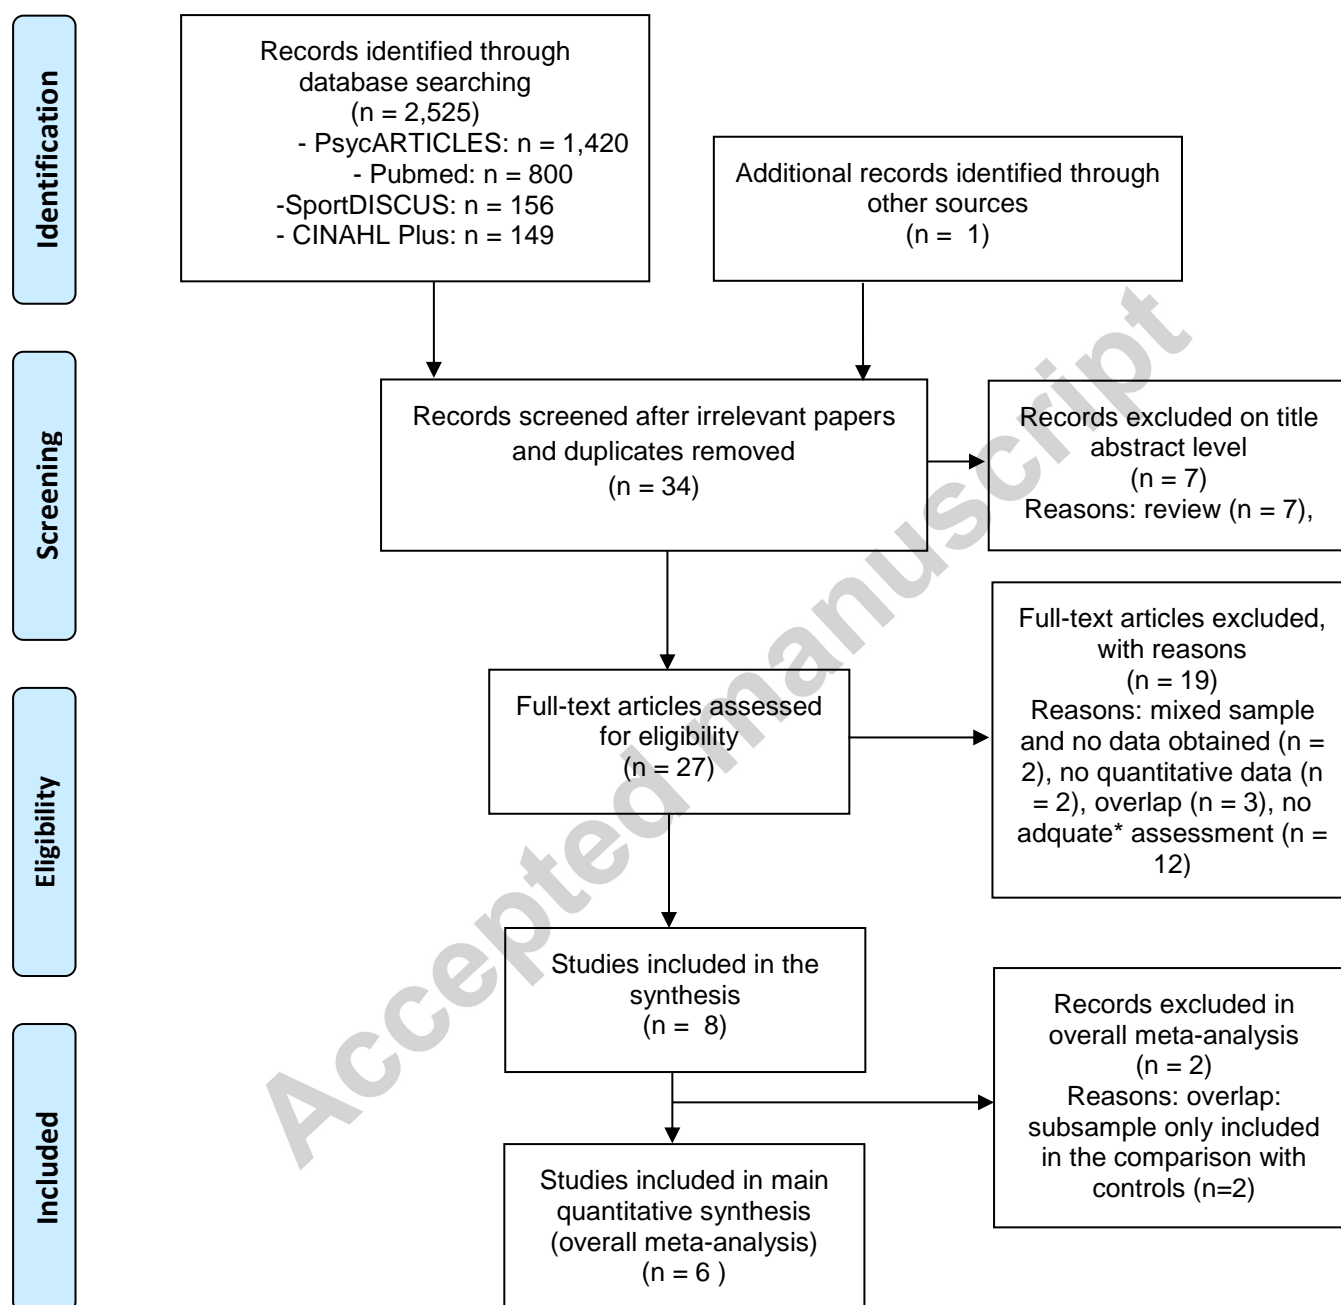 Identification
Records identified through
database searching
(n = 2,525)
- PsycARTICLES: n = 1,420
- Pubmed: n = 800
-SportDISCUS: n = 156
- CINAHL Plus: n = 149
Additional records identified through
other sources
(n =  1)
Screening
Records screened after irrelevant papers
and duplicates removed
(n = 34)
Records excluded on title
abstract level
(n = 7)
Reasons: review (n = 7),
Eligibility
Full-text articles assessed
for eligibility
(n = 27)
Full-text articles excluded,
with reasons
(n = 19)
Reasons: mixed sample
and no data obtained (n =
2), no quantitative data (n
= 2), overlap (n = 3), no
adquate* assessment (n =
12)
Studies included in the
synthesis
(n =  8)
Included
Records excluded in
overall meta-analysis
(n = 2)
Reasons: overlap:
subsample only included
in the comparison with
controls (n=2)
Studies included in main
quantitative synthesis
(overall meta-analysis)
(n = 6 )
Accepted manuscript